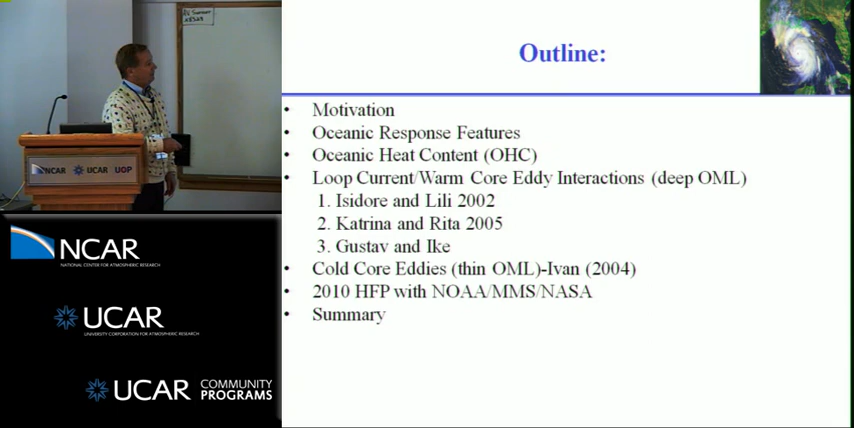 NCAR UCAR UOP
NCAR
NATIONAL CENTER FOR ATMOSPHERIC RESEARCH
UCAR
UNIVERSITY CORPORATION FOR ATMOSPHERIC RESEARCH
UCAR COMMUNITY
PROGRAMS
Outline:
• Motivation
• Oceanic Response Features
• Oceanic Heat Content (OHC)
• Loop Current/Warm Core Eddy Interactions (deep OML)
1. Isidore and Lili 2002
2. Katrina and Rita 2005
3. Gustav and Ike
• Cold Core Eddies (thin OML)-Ivan (2004)
• 2010 HFP with NOAA/MMS/NASA
• Summary